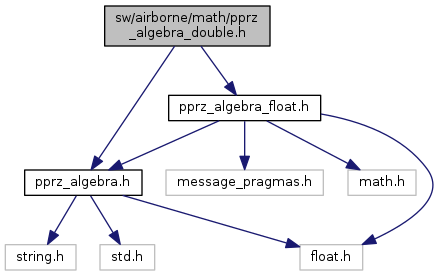 sw/airborne/math/pprz
_algebra_double.h
pprz_algebra_float.h
pprz_algebra.h
message_pragmas.h
math.h
string.h
std.h
float.h